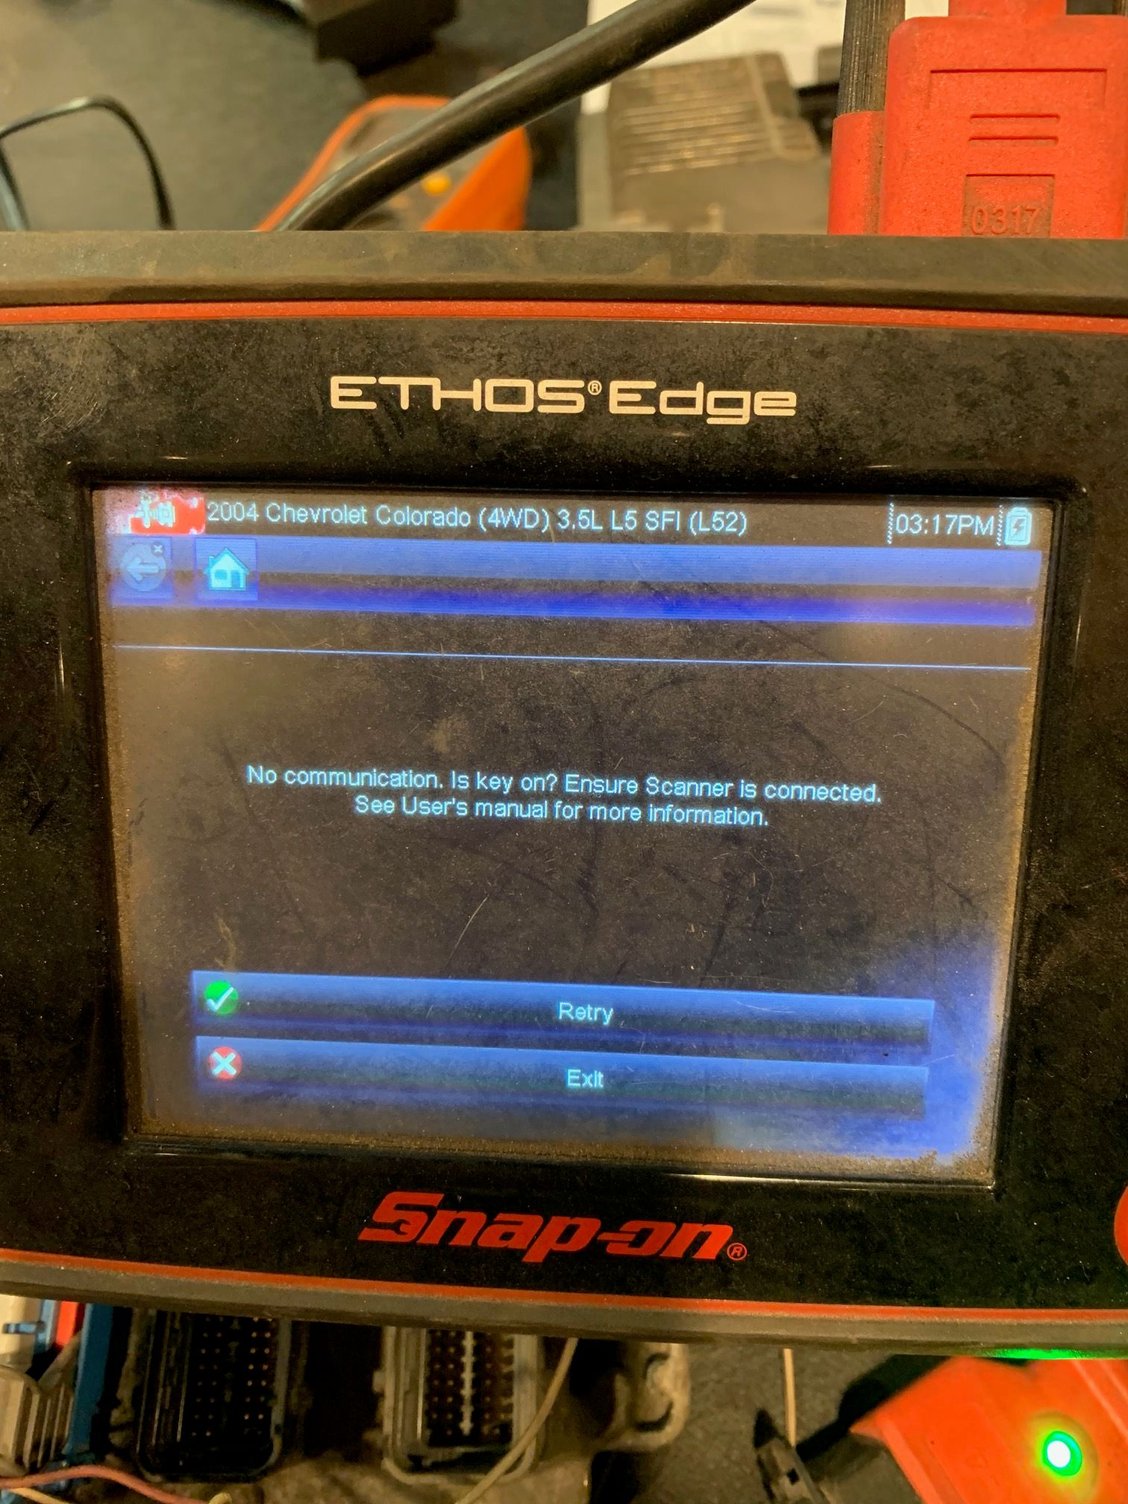 0317
ETHOS® Edge
2004 Chevrolet Colorado (4WD) 3.5L L5 SFI (L52)
03:17PM
No communication. Is key on? Ensure Scanner is connected.
See User's manual for more information.
Retry
Exit
Snap-on®